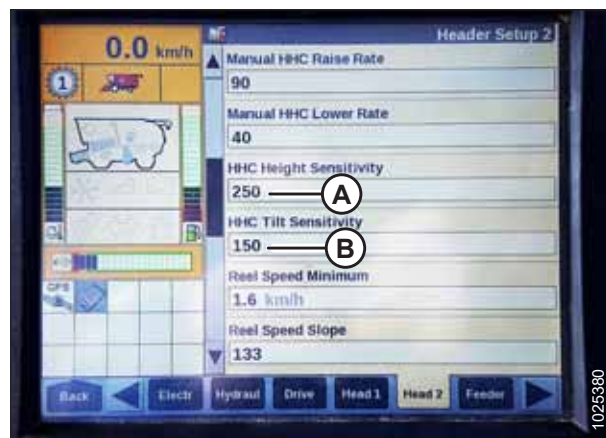 0.0 km/h
Header Setup 2
1
Manual HHC Raise Rate
90
Manual HHC Lower Rate
40
HHC Height Sensitivity
250
A
HHC Tilt Sensitivity
150
B
Reel Speed Minimum
1.6 km/h
Reel Speed Slope
133
GPS
Back
Electr
Hydraul
Drive
Head 1
Head 2
Feeder
1025380